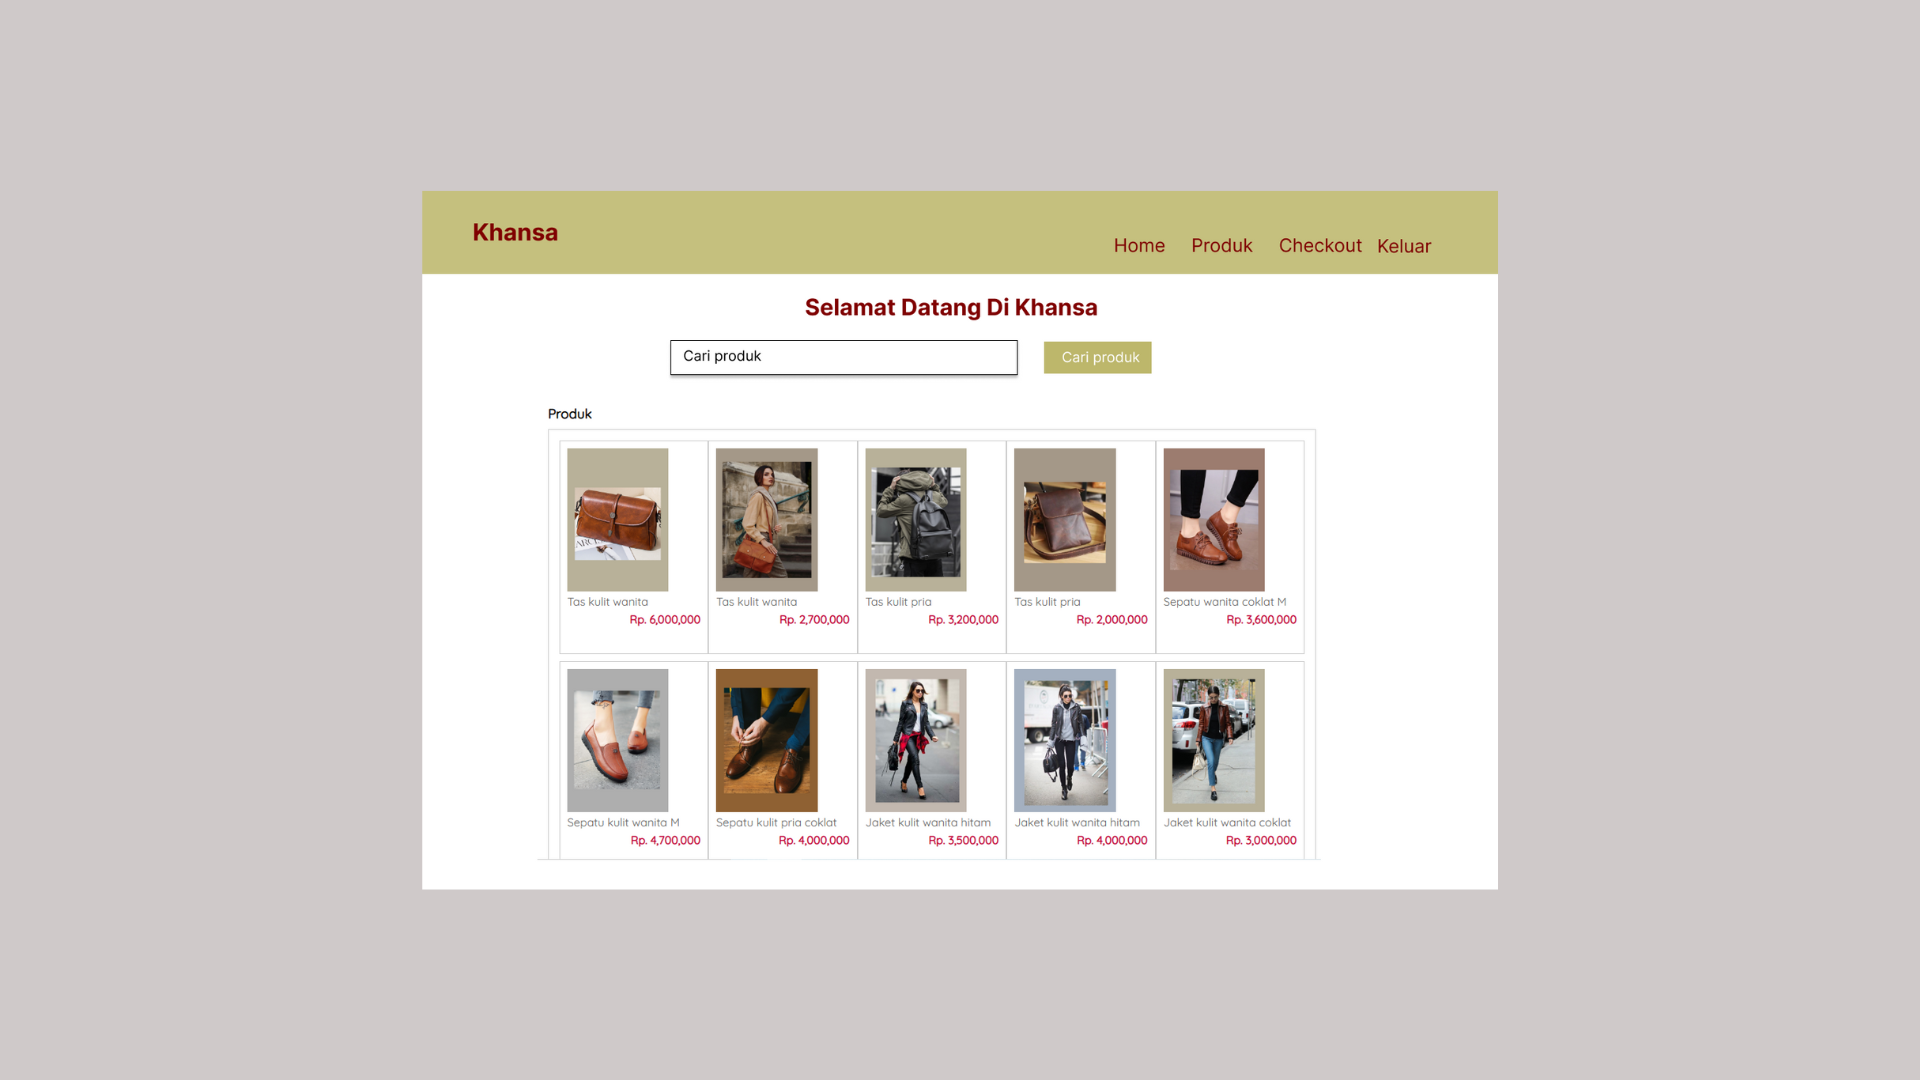 Khansa
Home Produk Checkout Keluar
Selamat Datang Di Khansa
Cari produk
Cari produk
Produk
Tas kulit wanita
Rp. 6,000,000
Tas kulit wanita
Rp. 2,700,000
Tas kulit pria
Rp. 3,200,000
Tas kulit pria
Rp. 2,000,000
Sepatu wanita coklat M
Rp. 3,600,000
Sepatu kulit wanita M
Rp. 4,700,000
Sepatu kulit pria coklat
Rp. 4,000,000
Jaket kulit wanita hitam
Rp. 3,500,000
Jaket kulit wanita hitam
Rp. 4,000,000
Jaket kulit wanita coklat
Rp. 3,000,000